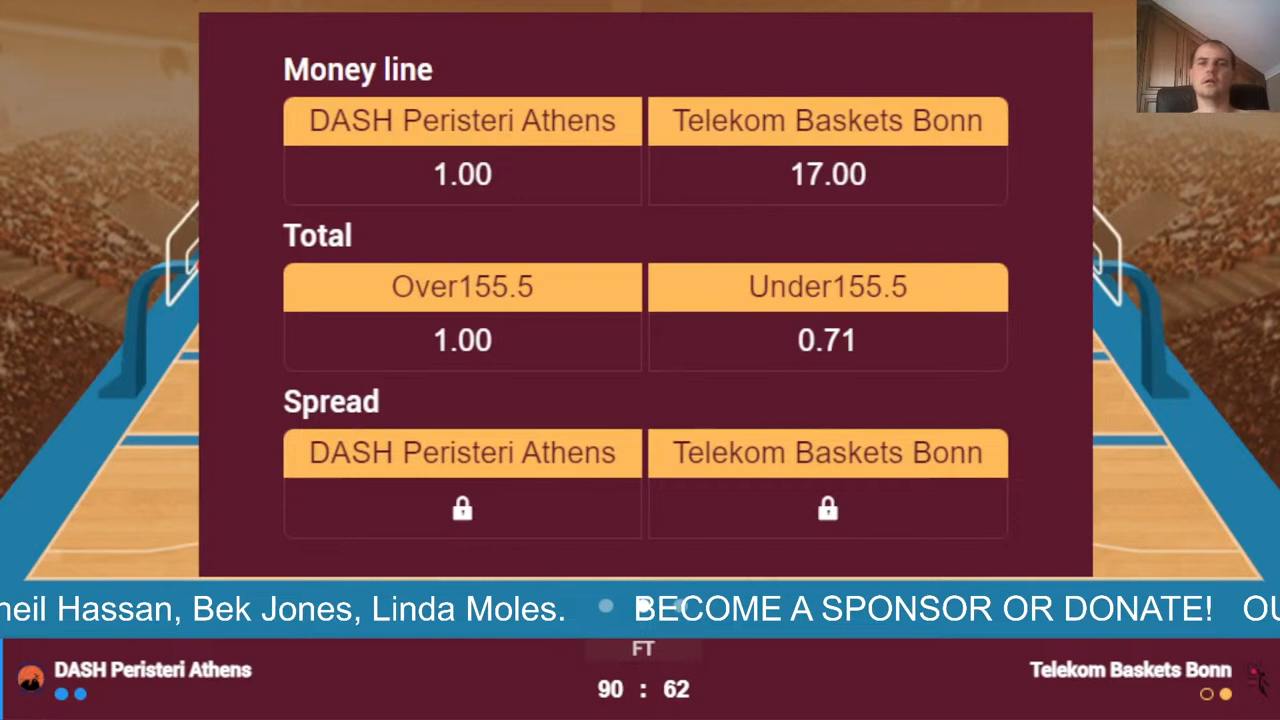 Money line
DASH Peristeri Athens
Telekom Baskets Bonn
1.00
17.00
Total
Over155.5
Under155.5
1.00
0.71
Spread
DASH Peristeri Athens
Telekom Baskets Bonn
Hassan, Bek Jones, Linda Moles. BECOME A SPONSOR OR DONATE!
FT
DASH Peristeri Athens
90 : 62
Telekom Baskets Bonn